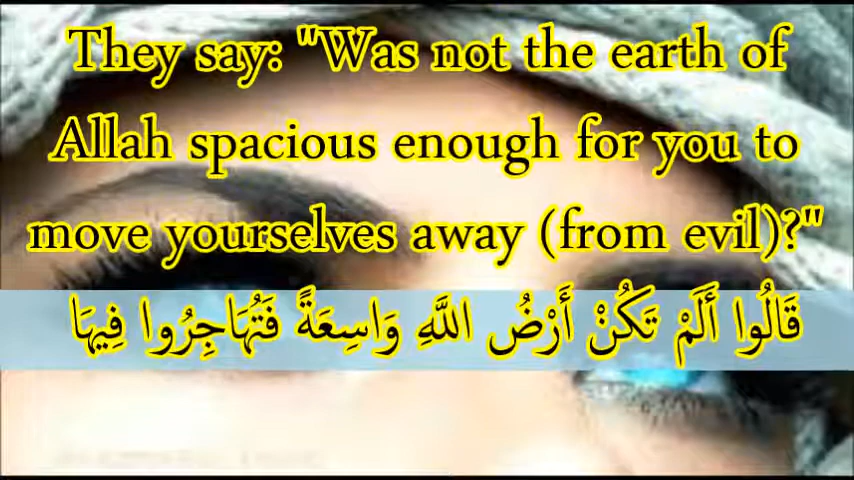 They say: "Was not the earth of
Allah spacious enough for you to
move yourselves away (from evil)?"
قَالُوا أَلَمْ تَكُنْ أَرْضُ اللَّهِ وَاسِعَةً فَتُهَاجِرُوا فِيهَا